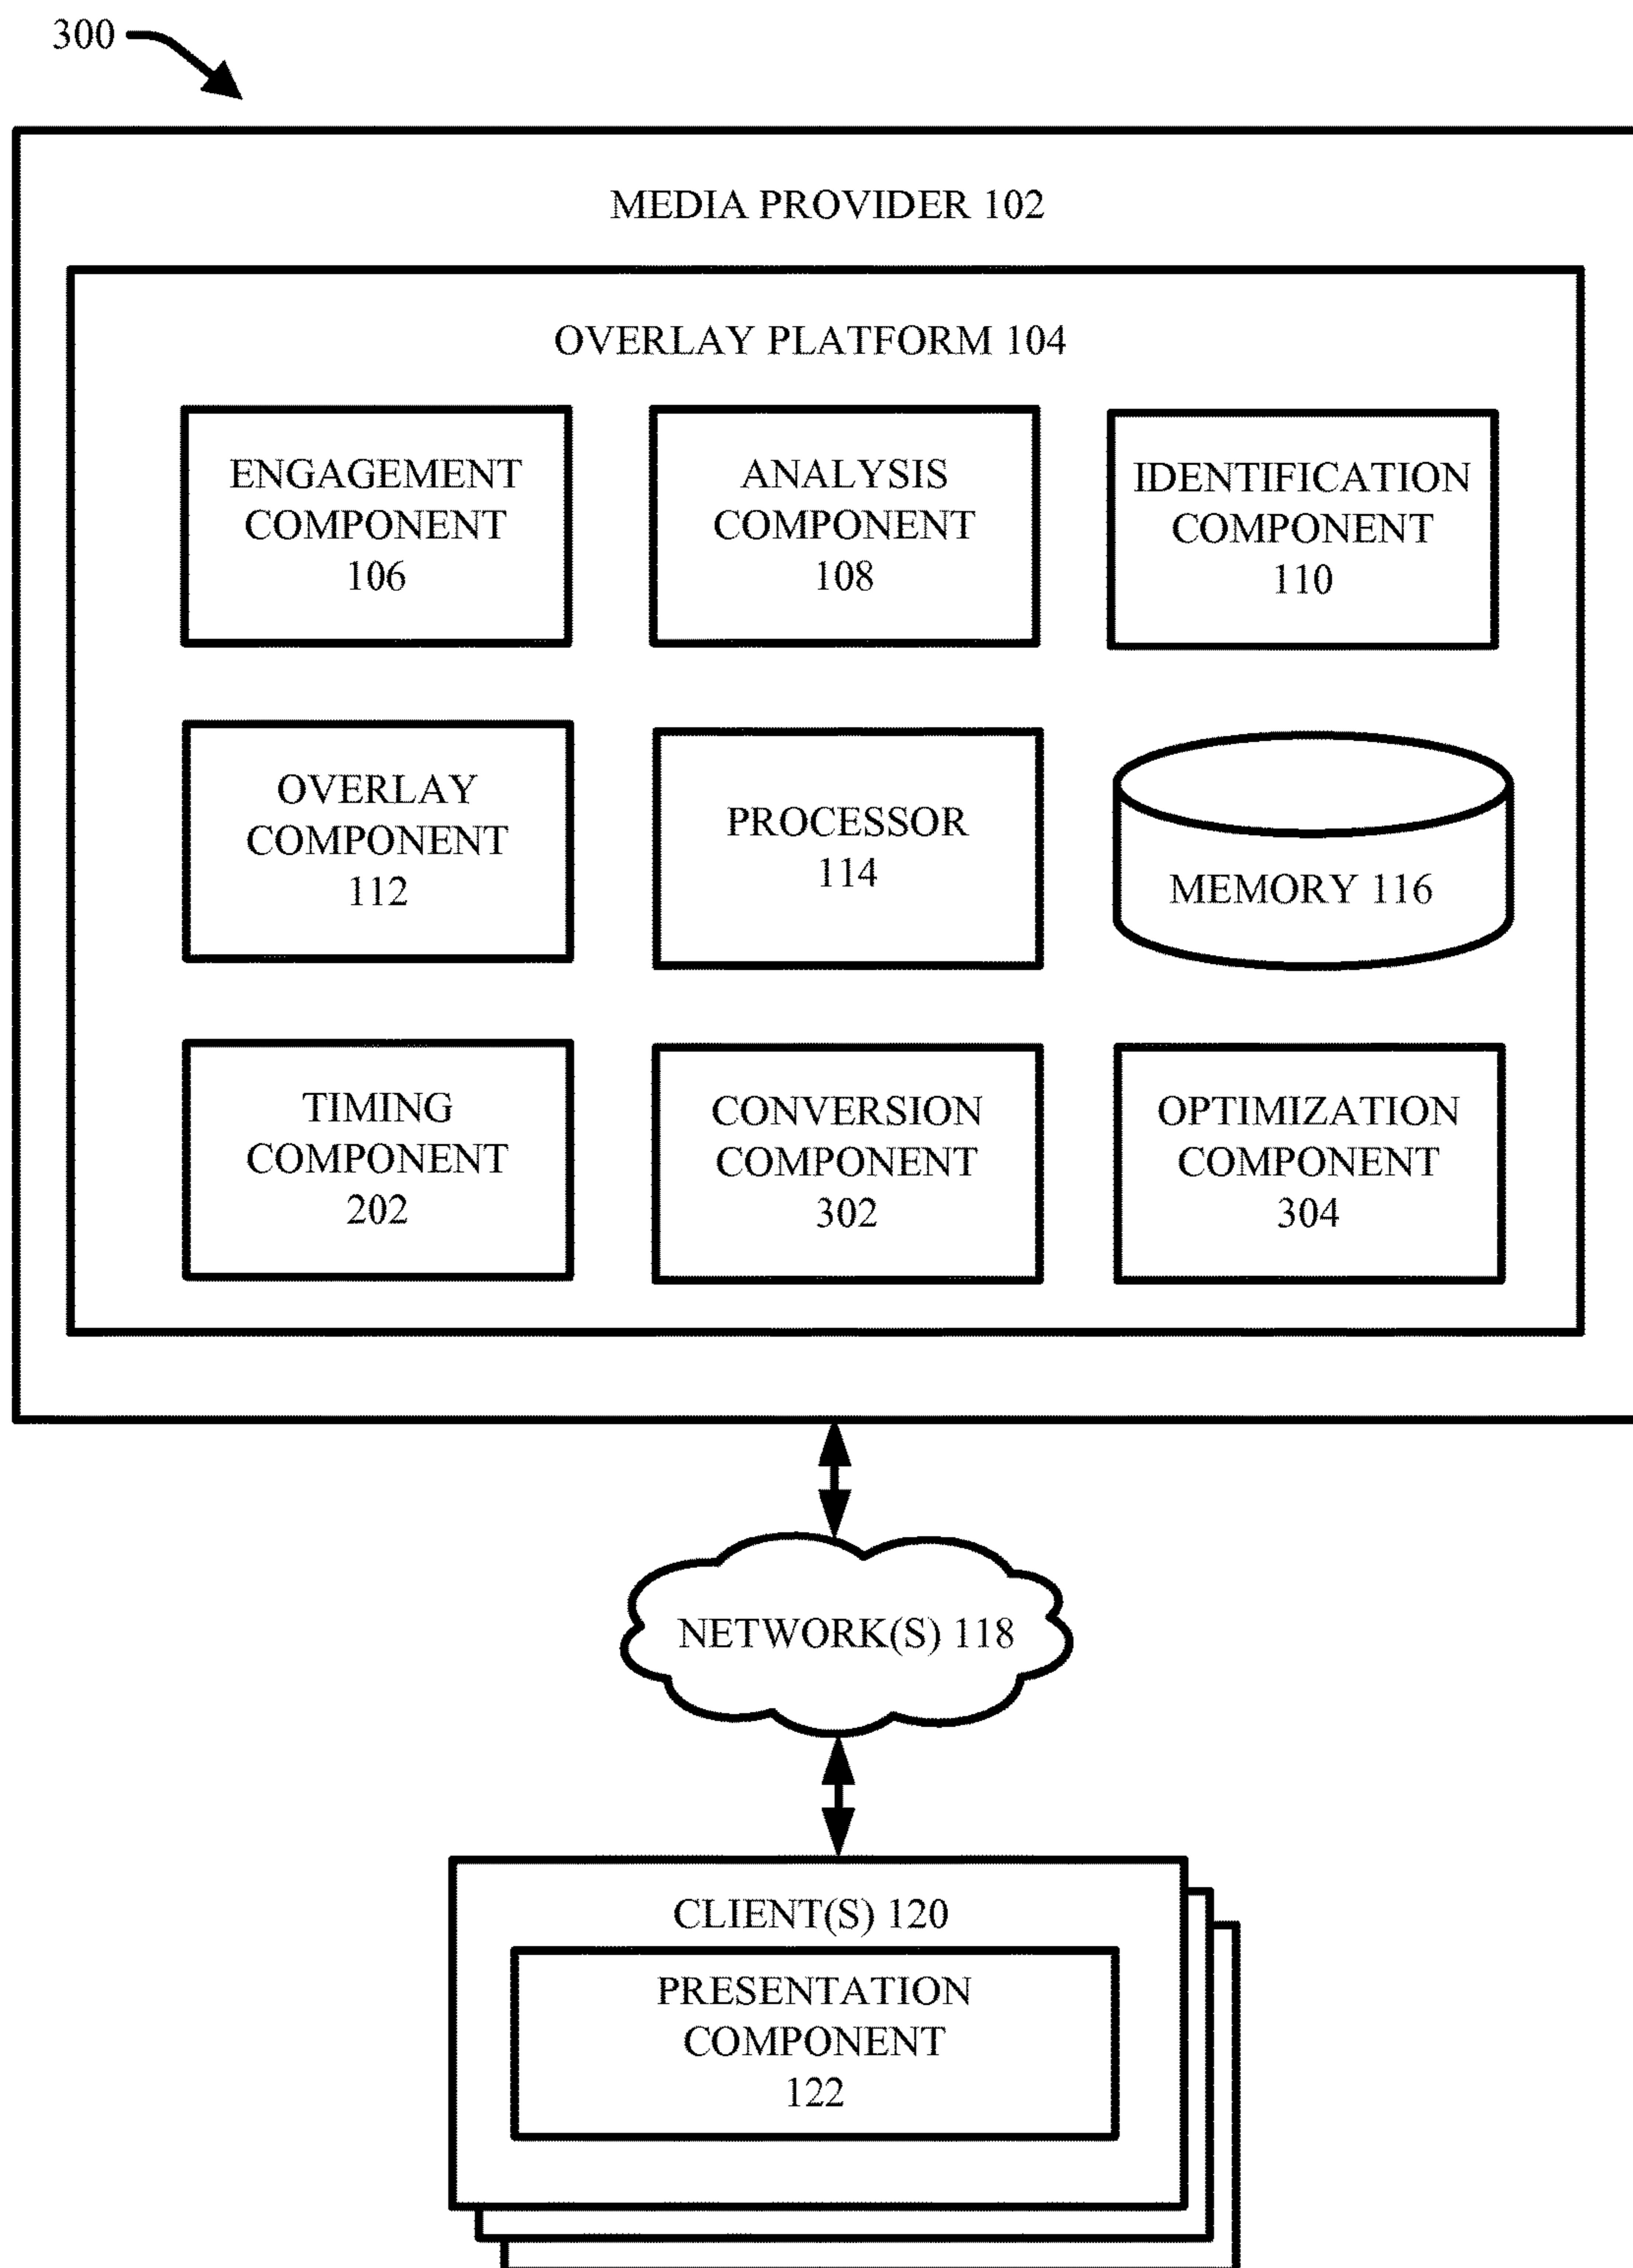 300
MEDIA PROVIDER 102
OVERLAY PLATFORM 104
ENGAGEMENT
COMPONENT
106
ANALYSIS
COMPONENT
108
IDENTIFICATION
COMPONENT
110
OVERLAY
COMPONENT
112
PROCESSOR
114
MEMORY 116
TIMING
COMPONENT
202
CONVERSION
COMPONENT
302
OPTIMIZATION
COMPONENT
304
NETWORK(S) 118
CLIENT(S) 120
PRESENTATION
COMPONENT
122